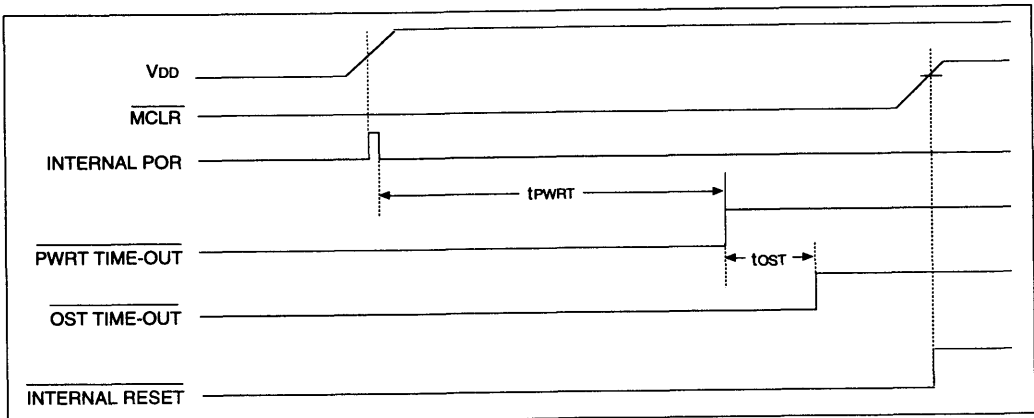 VDD
MCLR
INTERNAL POR
tPWRT
PWRT TIME-OUT
tOST
OST TIME-OUT
INTERNAL RESET